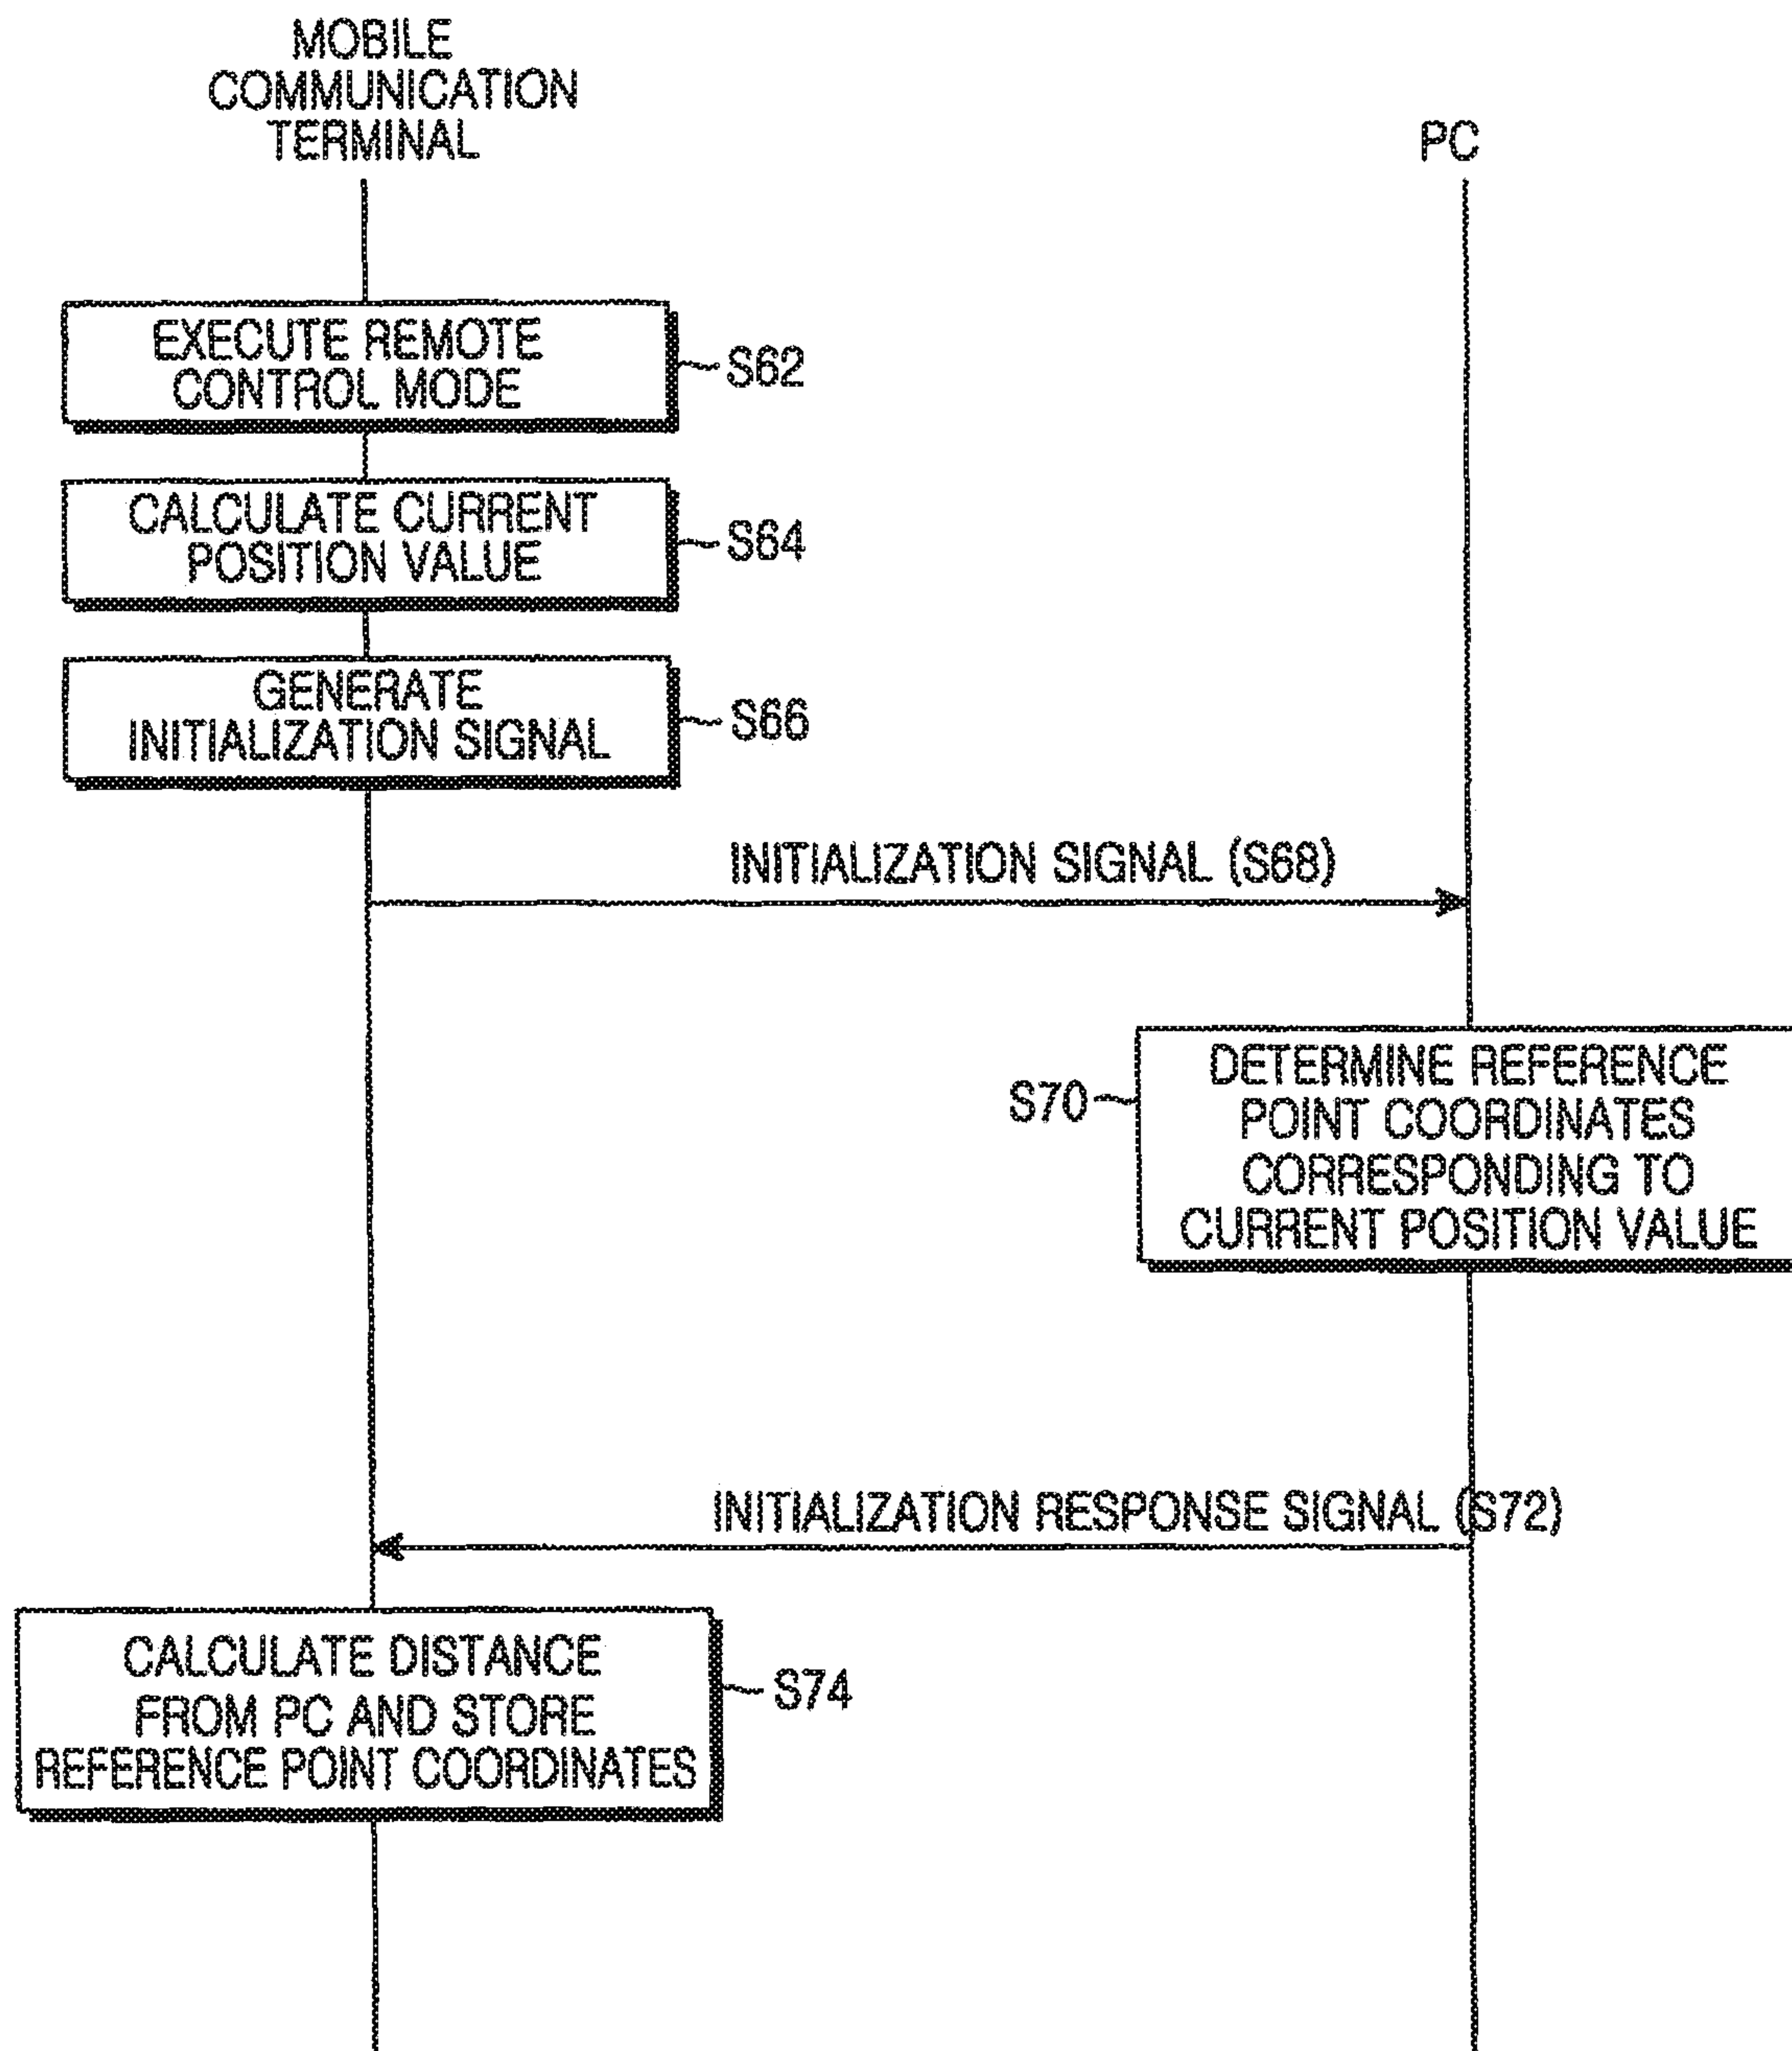 MOBILE
COMMUNICATION
TERMINAL
PC
EXECUTE REMOTE
CONTROL MODE
S62
CALCULATE CURRENT
POSITION VALUE
S64
GENERATE
INITIALIZATION SIGNAL
S66
INITIALIZATION SIGNAL (S68)
S70
DETERMINE REFERENCE
POINT COORDINATES
CORRESPONDING TO
CURRENT POSITION VALUE
INITIALIZATION RESPONSE SIGNAL (S72)
CALCULATE DISTANCE
FROM PC AND STORE
REFERENCE POINT COORDINATES
S74